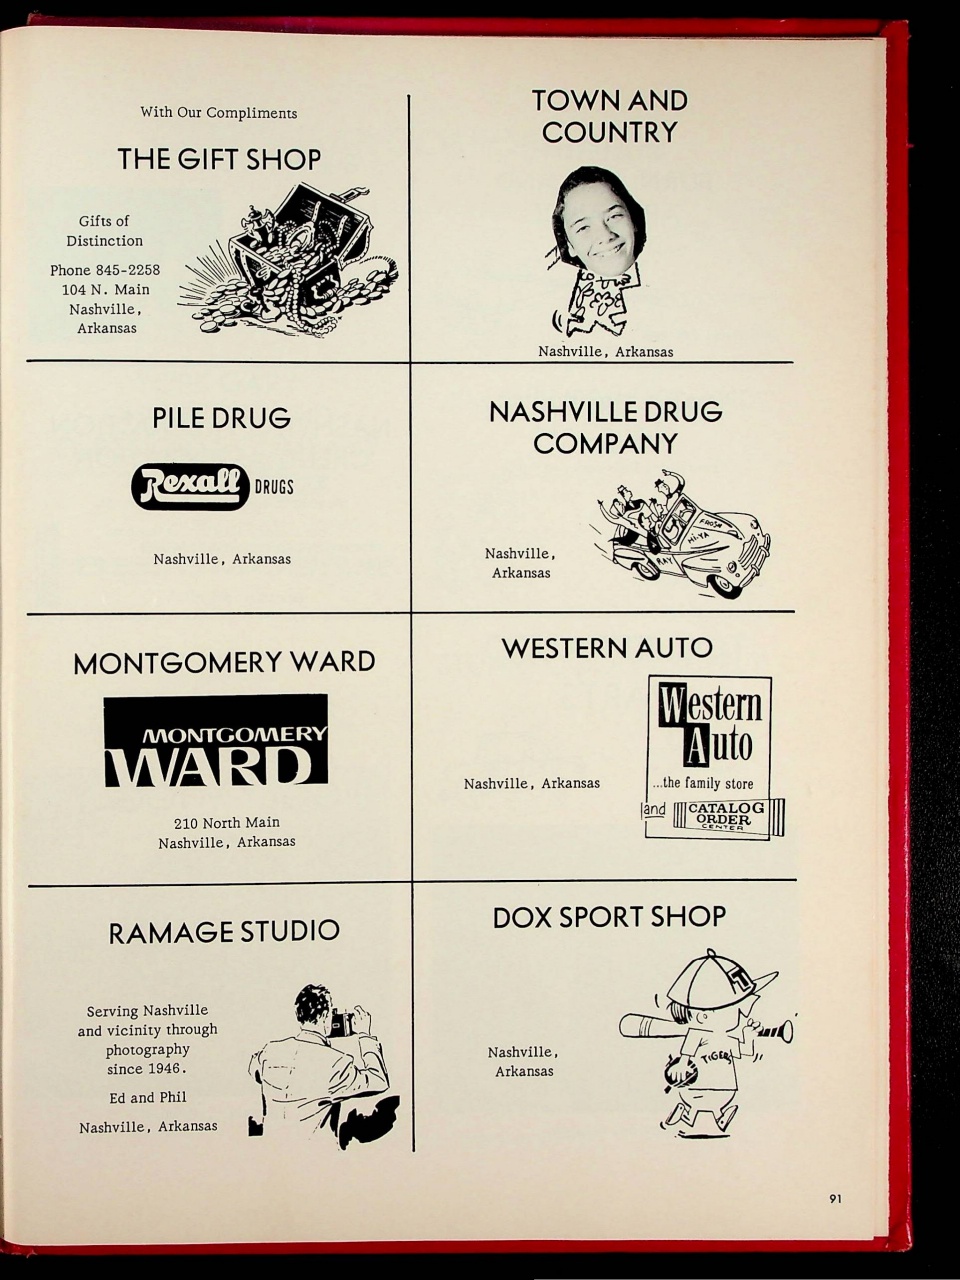 With Our Compliments
THE GIFT SHOP
Gifts of
Distinction
Phone 845-2258
104 N. Main
Nashville,
Arkansas
TOWN AND
COUNTRY
Nashville, Arkansas
PILE DRUG
Rexall DRUGS
Nashville, Arkansas
NASHVILLE DRUG
COMPANY
Nashville,
Arkansas
FROSH
HI-YA
RAY
MONTGOMERY WARD
MONTGOMERY
WARD
210 North Main
Nashville, Arkansas
WESTERN AUTO
Nashville, Arkansas
Western
Auto
...the family store
and CATALOG
ORDER
CENTER
RAMAGE STUDIO
Serving Nashville
and vicinity through
photography
since 1946.
Ed and Phil
Nashville, Arkansas
DOX SPORT SHOP
Nashville,
Arkansas
T
TIGERS
91